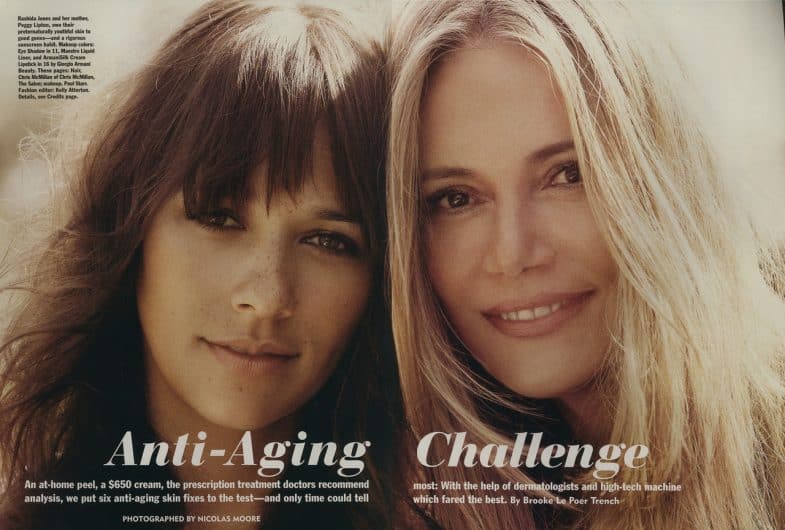 Rashida Jones and her mother,
Peggy Lipton, owe their
preternaturally youthful skin to
good genes—and a rigorous
sunscreen habit. Makeup colors:
Eye Shadow in 11, Maestro Liquid
Liner, and ArmaniSilk Cream
Lipstick in 16 by Giorgio Armani
Beauty. These pages: Hair,
Chris McMillan of Chris McMillan,
The Salon; makeup, Paul Starr.
Fashion editor: Kelly Atterton.
Details, see Credits page.
Anti-Aging Challenge
An at-home peel, a $650 cream, the prescription treatment doctors recommend
analysis, we put six anti-aging skin fixes to the test—and only time could tell
most: With the help of dermatologists and high-tech machine
which fared the best. By Brooke Le Poer Trench
PHOTOGRAPHED BY NICOLAS MOORE